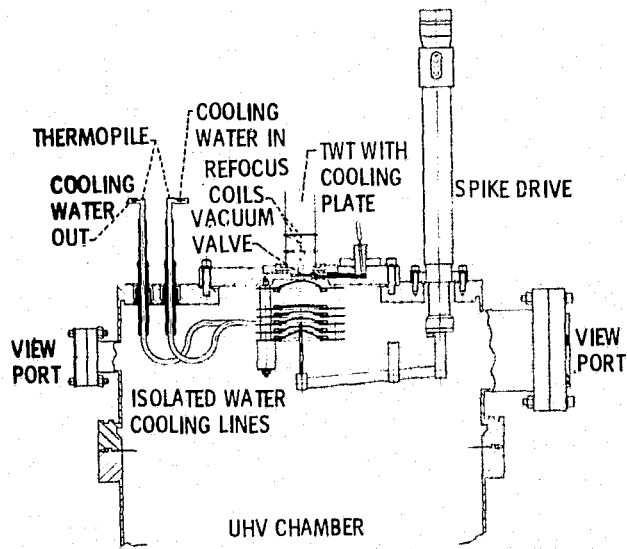 COOLING
WATER IN
THERMOPILE
REFOCUS
COILS
TWT WITH
COOLING
PLATE
SPIKE DRIVE
COOLING
WATER
OUT
VACUUM
VALVE
VIEW
PORT
VIEW
PORT
ISOLATED WATER
COOLING LINES
UHV CHAMBER